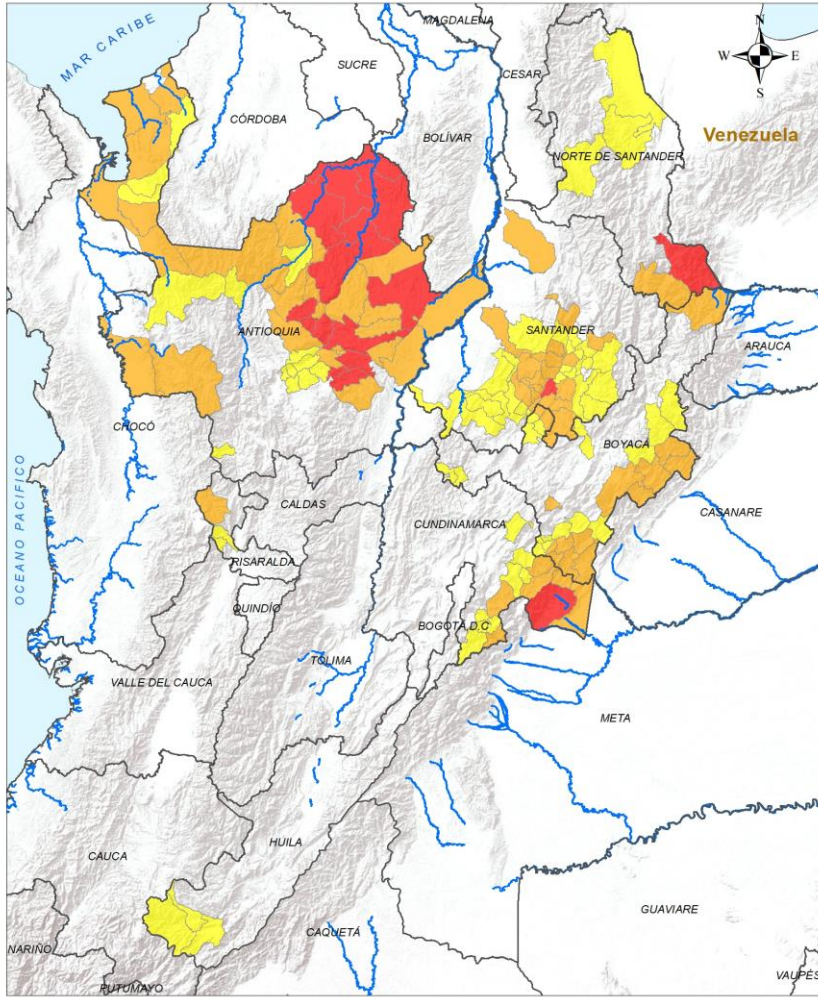 MAR CARIBE
MAGDALENA
SUCRE
CESAR
N
W
E
S
CÓRDOBA
BOLÍVAR
Venezuela
NORTE DE SANTANDER
ANTIOQUIA
SANTANDER
ARAUCA
CHOCÓ
BOYACÁ
OCEANO PACIFICO
CALDAS
CASANARE
CUNDINAMARCA
RISARALDA
QUINDÍO
BOGOTÁ D.C
TOLIMA
VALLE DEL CAUCA
META
HUILA
CAUCA
GUAVIARE
CAQUETÁ
NARIÑO
VAUPÉS
PUTUMAYO